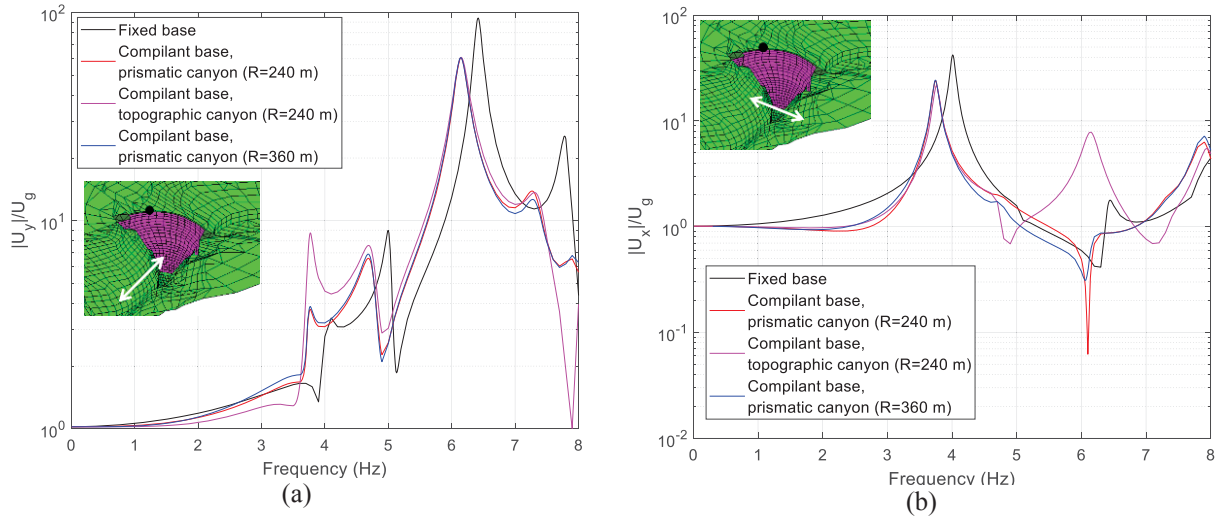 10^2
10^1
10^0
|U_y|/U_g
Fixed base
Compilant base,
prismatic canyon (R=240 m)
Compilant base,
topographic canyon (R=240 m)
Compilant base,
prismatic canyon (R=360 m)
0 1 2 3 4 5 6 7 8
Frequency (Hz)
(a)
10^2
10^1
10^0
10^-1
10^-2
|U_x|/U_g
Fixed base
Compilant base,
prismatic canyon (R=240 m)
Compilant base,
topographic canyon (R=240 m)
Compilant base,
prismatic canyon (R=360 m)
0 1 2 3 4 5 6 7 8
Frequency (Hz)
(b)